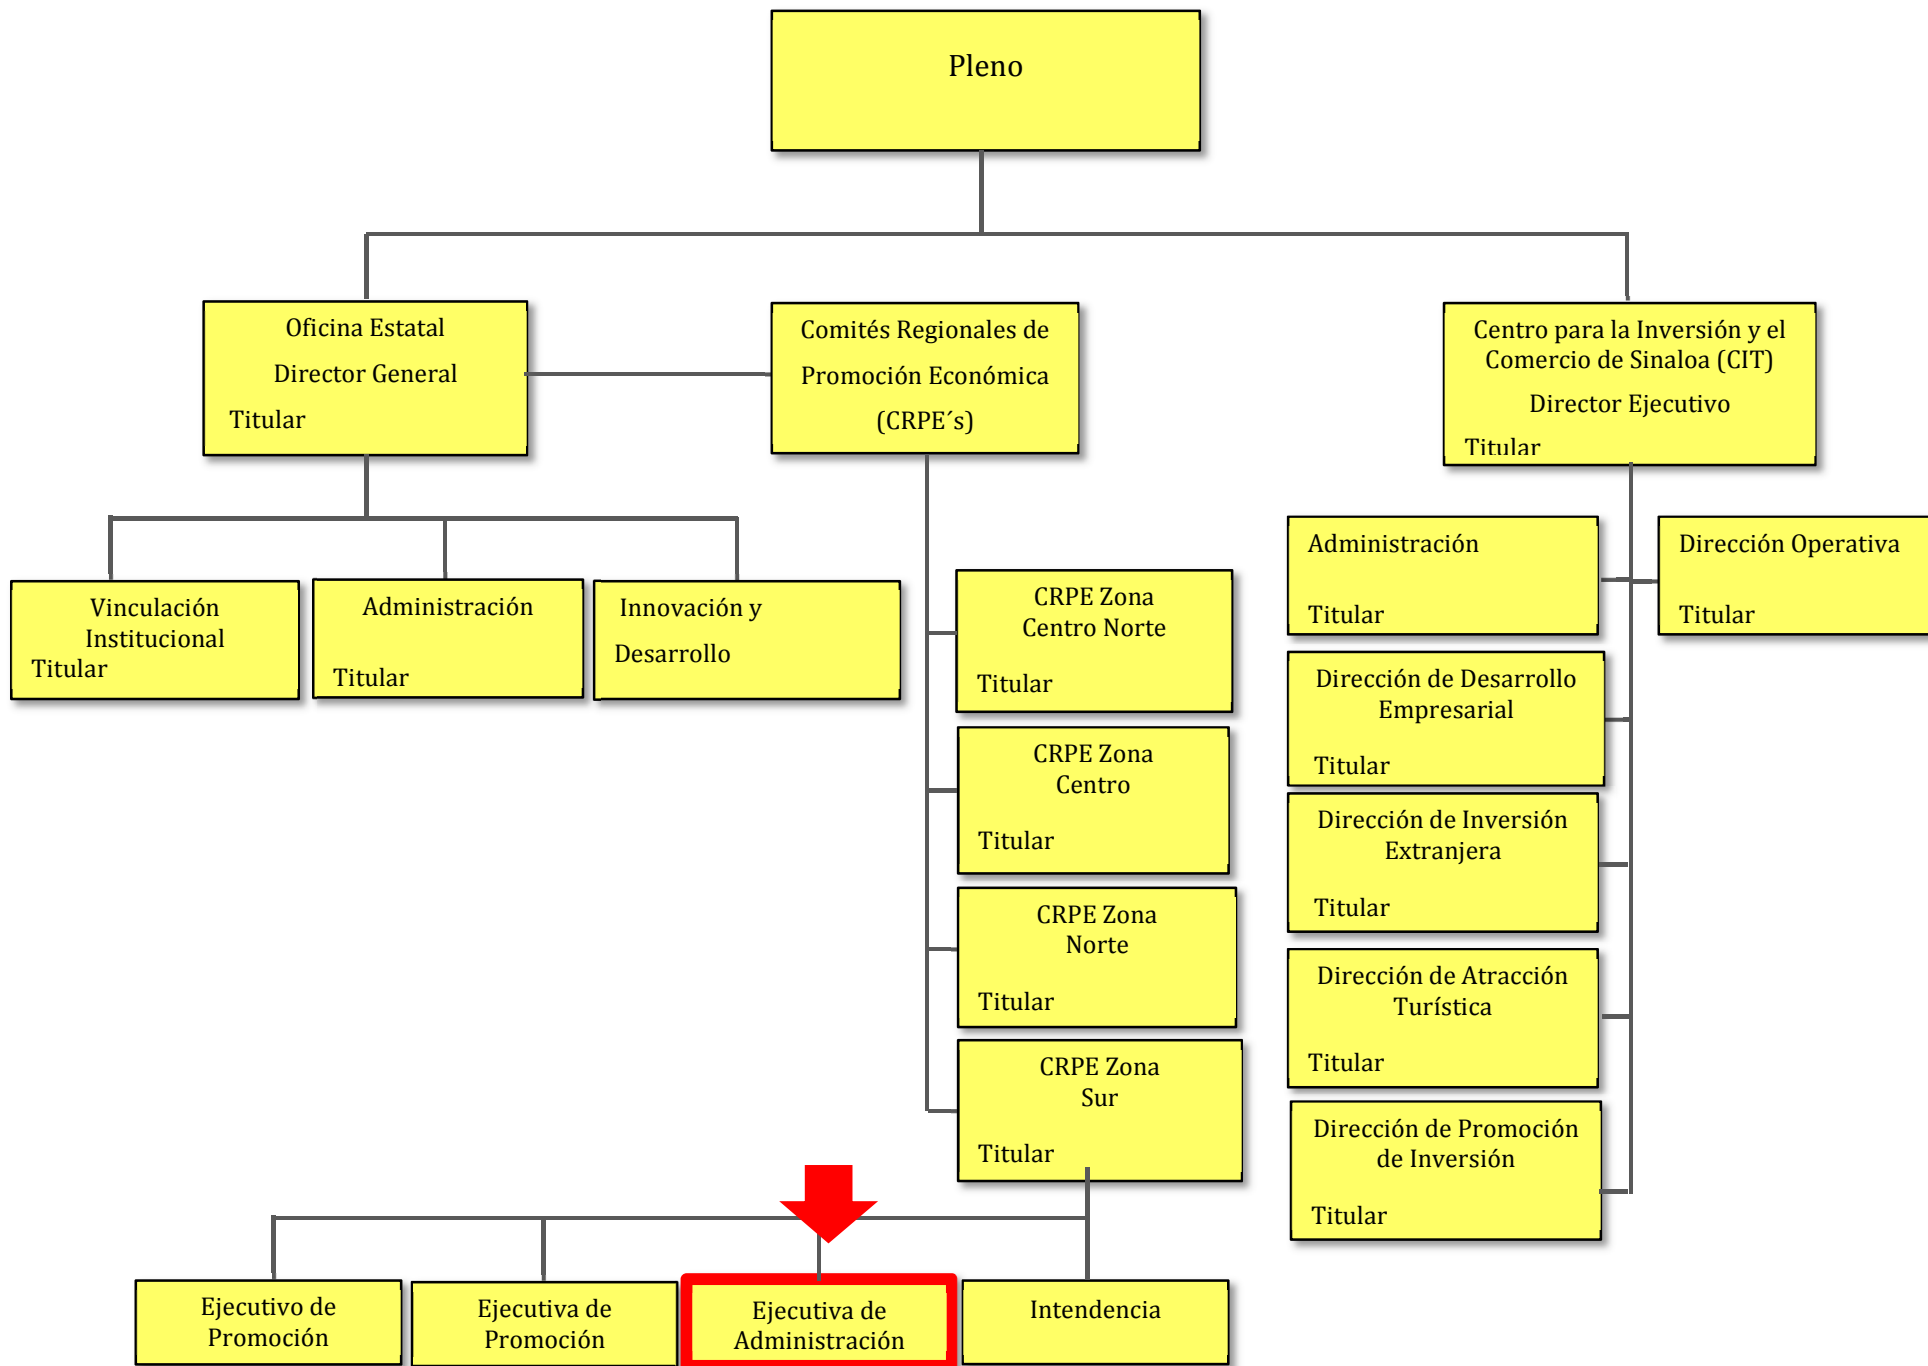 Pleno
Oficina Estatal
Director General
Titular
Comités Regionales de
Promoción Económica
(CRPE´s)
Centro para la Inversión y el
Comercio de Sinaloa (CIT)
Director Ejecutivo
Titular
Vinculación
Institucional
Titular
Administración
Titular
Innovación y
Desarrollo
CRPE Zona
Centro Norte
Titular
CRPE Zona
Centro
Titular
CRPE Zona
Norte
Titular
CRPE Zona
Sur
Titular
Administración
Titular
Dirección Operativa
Titular
Dirección de Desarrollo
Empresarial
Titular
Dirección de Inversión
Extranjera
Titular
Dirección de Atracción
Turística
Titular
Dirección de Promoción
de Inversión
Titular
Ejecutivo de
Promoción
Ejecutiva de
Promoción
Ejecutiva de
Administración
Intendencia